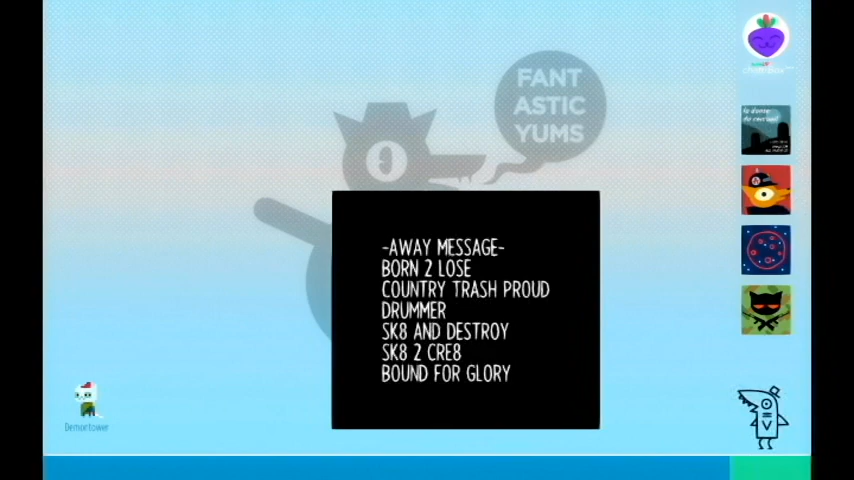 FANT
ASTIC
YUMS
-AWAY MESSAGE-
BORN 2 LOSE
COUNTRY TRASH PROUD
DRUMMER
SK8 AND DESTROY
SK8 2 CRE8
BOUND FOR GLORY
Demontower